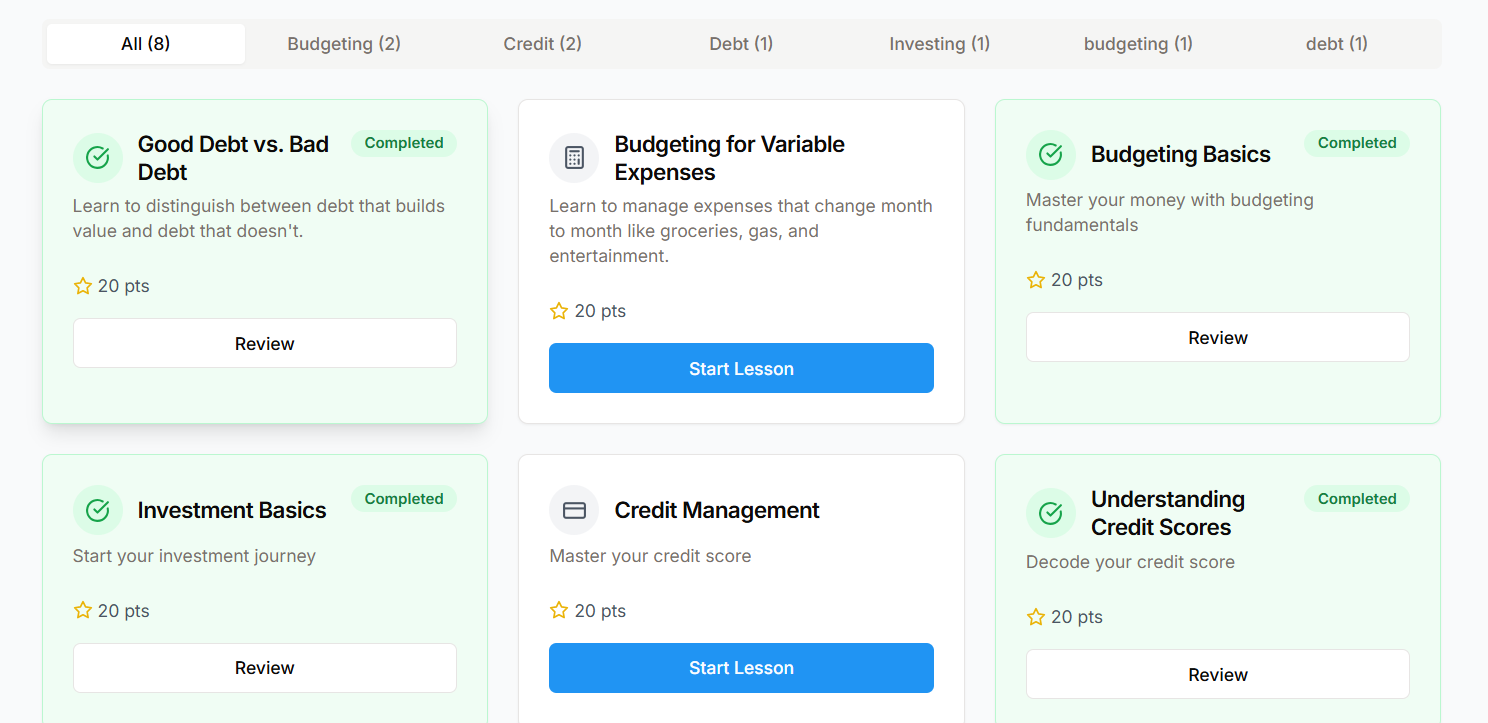 All (8)
Budgeting (2)
Credit (2)
Debt (1)
Investing (1)
budgeting (1)
debt (1)
Good Debt vs. Bad
Debt
Completed
Learn to distinguish between debt that builds
value and debt that doesn't.
20 pts
Review
Budgeting for Variable
Expenses
Learn to manage expenses that change month
to month like groceries, gas, and
entertainment.
20 pts
Start Lesson
Budgeting Basics
Completed
Master your money with budgeting
fundamentals
20 pts
Review
Investment Basics
Completed
Start your investment journey
20 pts
Review
Credit Management
Master your credit score
20 pts
Start Lesson
Understanding
Credit Scores
Completed
Decode your credit score
20 pts
Review